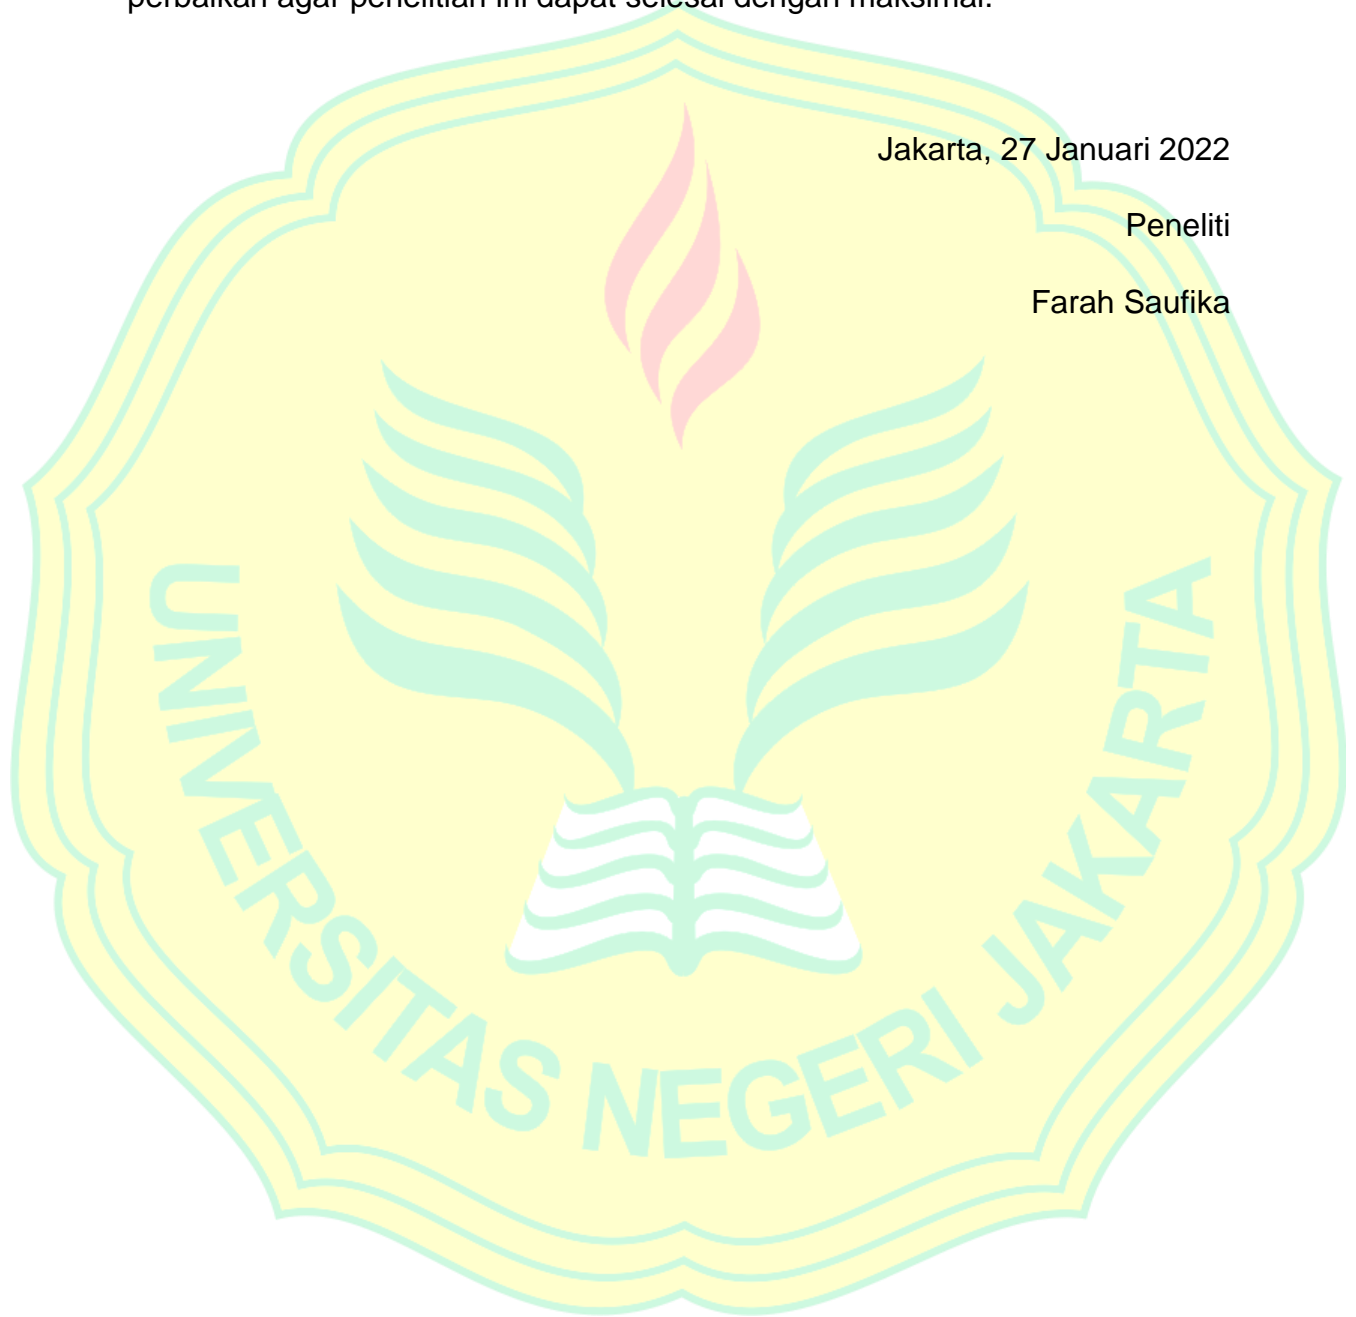 perbaikan agar penelitian ini dapat selesai dengan maksimal.
Jakarta, 27 Januari 2022
Peneliti
Farah Saufika
UNIVERSITAS NEGERI JAKARTA